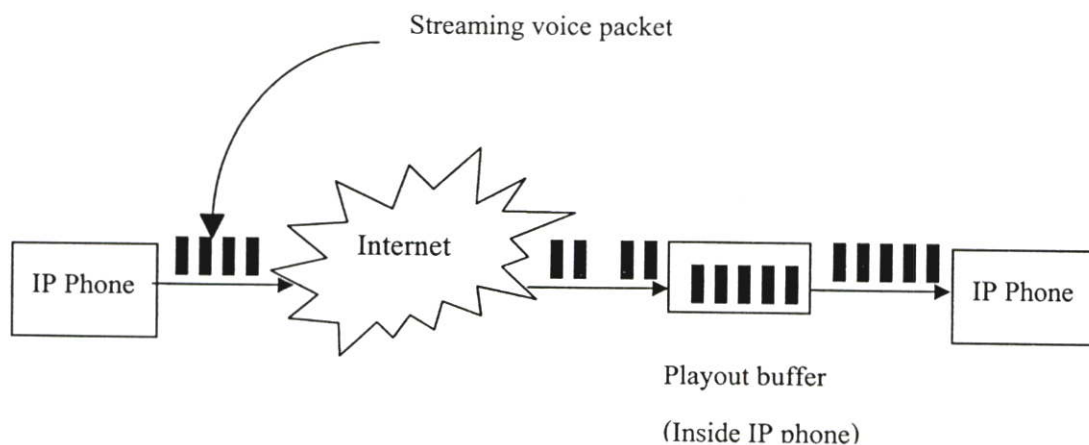 Streaming voice packet
Internet
IP Phone
IP Phone
Playout buffer
(Inside IP phone)